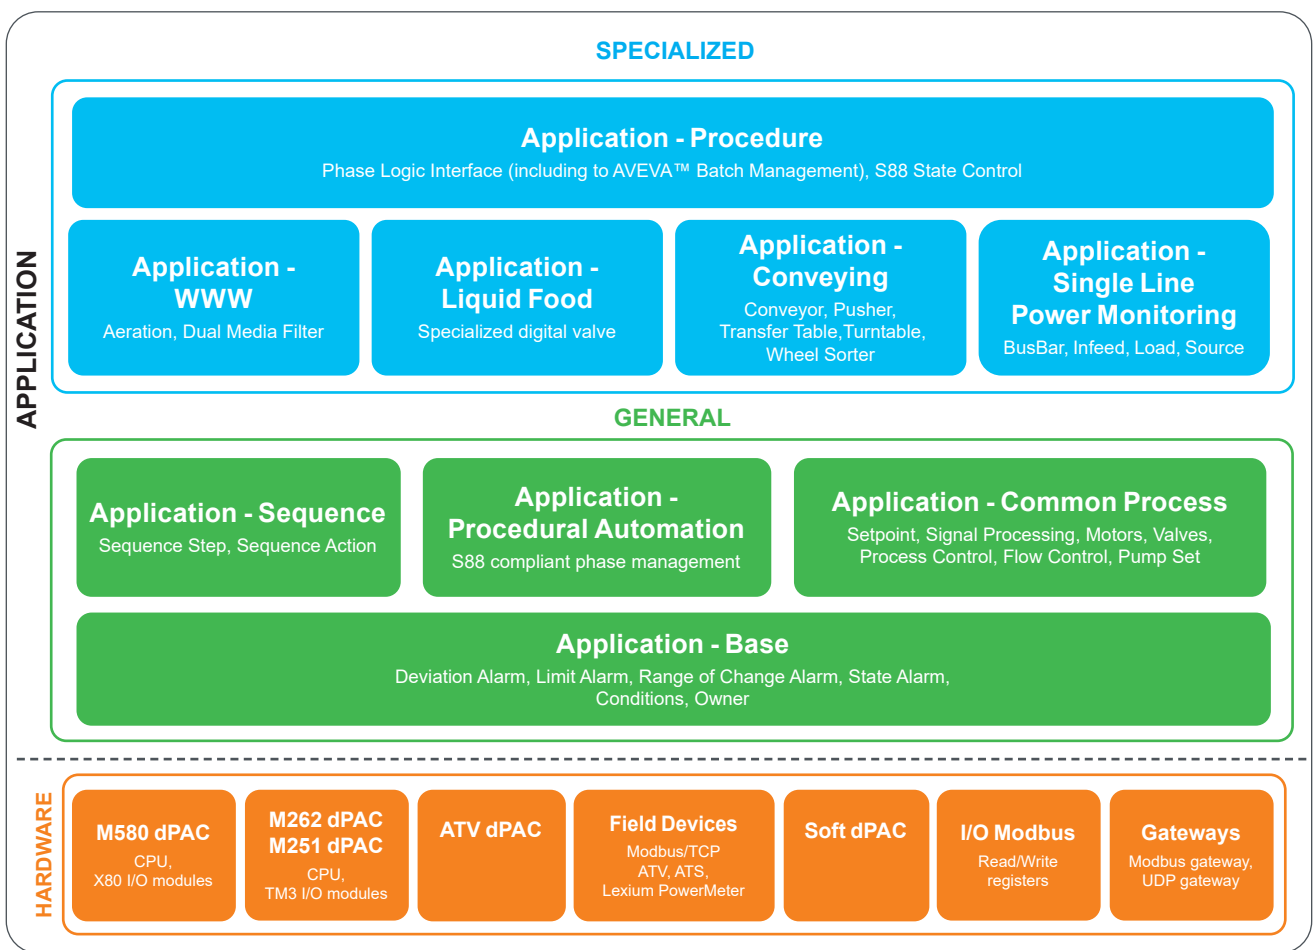 SPECIALIZED
APPLICATION
Application - Procedure
Phase Logic Interface (including to AVEVA™ Batch Management), S88 State Control
Application -
WWW
Aeration, Dual Media Filter
Application -
Liquid Food
Specialized digital valve
Application -
Conveying
Conveyor, Pusher,
Transfer Table,Turntable,
Wheel Sorter
Application -
Single Line
Power Monitoring
BusBar, Infeed, Load, Source
GENERAL
Application - Sequence
Sequence Step, Sequence Action
Application -
Procedural Automation
S88 compliant phase management
Application - Common Process
Setpoint, Signal Processing, Motors, Valves,
Process Control, Flow Control, Pump Set
Application - Base
Deviation Alarm, Limit Alarm, Range of Change Alarm, State Alarm,
Conditions, Owner
HARDWARE
M580 dPAC
CPU,
X80 I/O modules
M262 dPAC
M251 dPAC
CPU,
TM3 I/O modules
ATV dPAC
Field Devices
Modbus/TCP
ATV, ATS,
Lexium PowerMeter
Soft dPAC
I/O Modbus
Read/Write
registers
Gateways
Modbus gateway,
UDP gateway